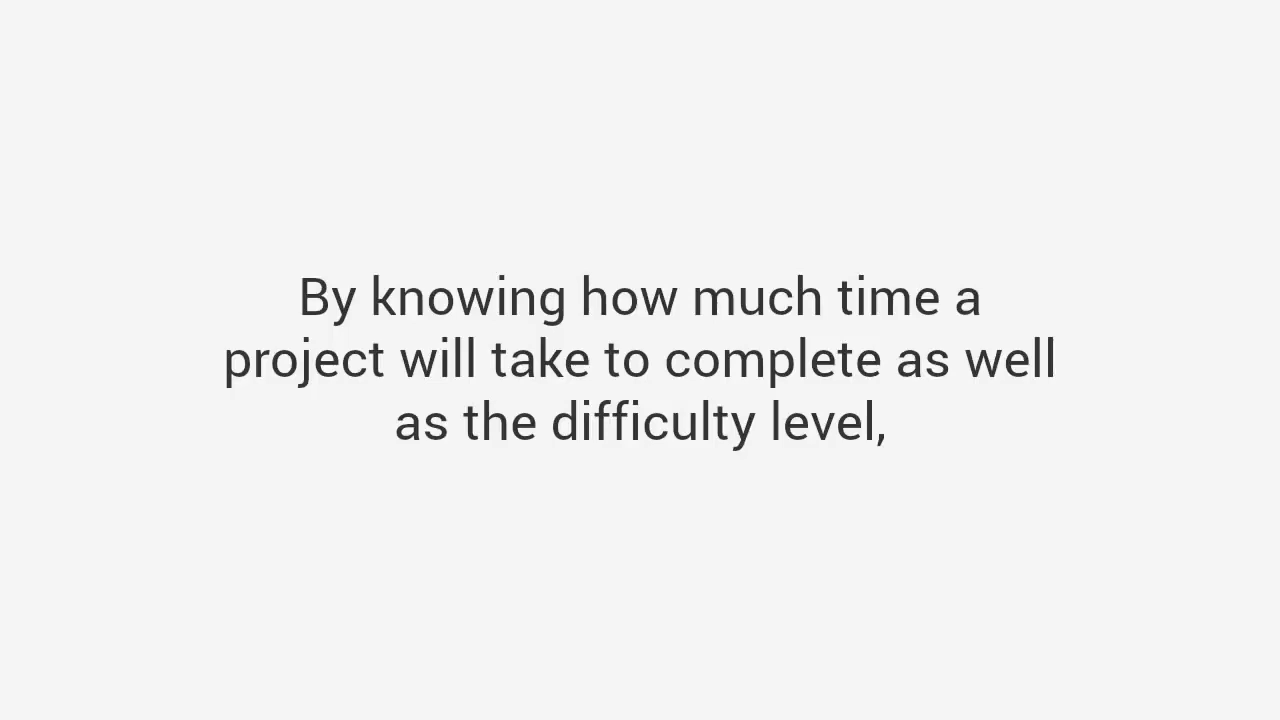 By knowing how much time a
project will take to complete as well
as the difficulty level,